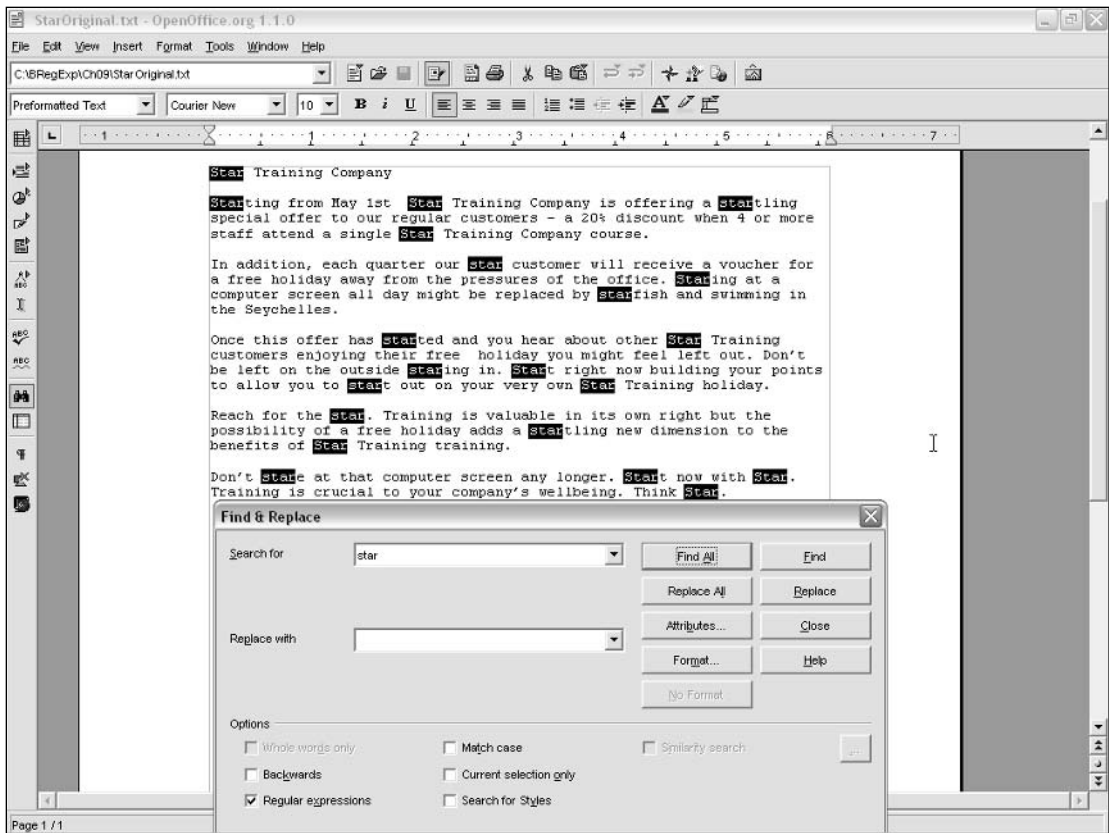 StarOriginal.txt - OpenOffice.org 1.1.0
File Edit View Insert Format Tools Window Help
C:\BRegExp\Ch09\StarOriginal.txt
Preformatted Text Courier New 10 B i U A
1 1 2 3 4 5 6 7
Star Training Company
Starting from May 1st  Star Training Company is offering a startling
special offer to our regular customers - a 20% discount when 4 or more
staff attend a single Star Training Company course.
In addition, each quarter our star customer will receive a voucher for
a free holiday away from the pressures of the office. Staring at a
computer screen all day might be replaced by starfish and swimming in
the Seychelles.
Once this offer has started and you hear about other Star Training
customers enjoying their free  holiday you might feel left out. Don't
be left on the outside staring in. Start right now building your points
to allow you to start out on your very own Star Training holiday.
Reach for the star. Training is valuable in its own right but the
possibility of a free holiday adds a startling new dimension to the
benefits of Star Training training.
Don't stare at that computer screen any longer. Start now with Star.
Training is crucial to your company's wellbeing. Think Star.
Find & Replace
Search for star Find All Find
Replace All Replace
Replace with Attributes... Close
Format... Help
No Format
Options
Whole words only Match case Similarity search ...
Backwards Current selection only
Regular expressions Search for Styles
Page 1 / 1